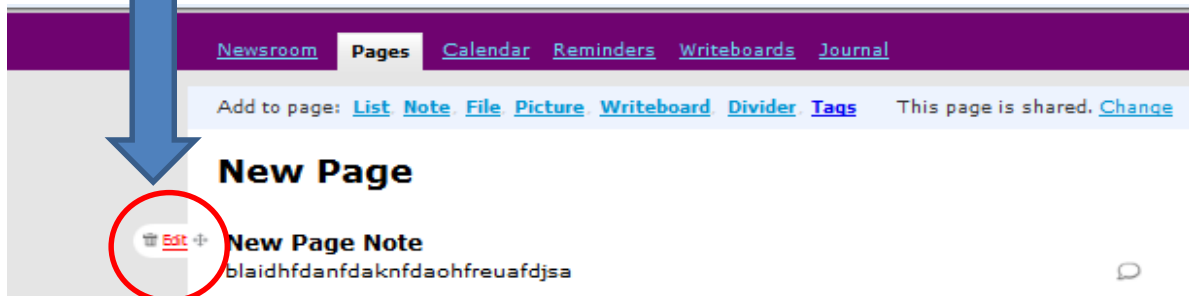 Newsroom Pages Calendar Reminders Writeboards Journal
Add to page: List, Note, File, Picture, Writeboard, Divider, Tags This page is shared. Change
New Page
Edit New Page Note
blaidhfdanfdaknfdaohfreuafdjsa